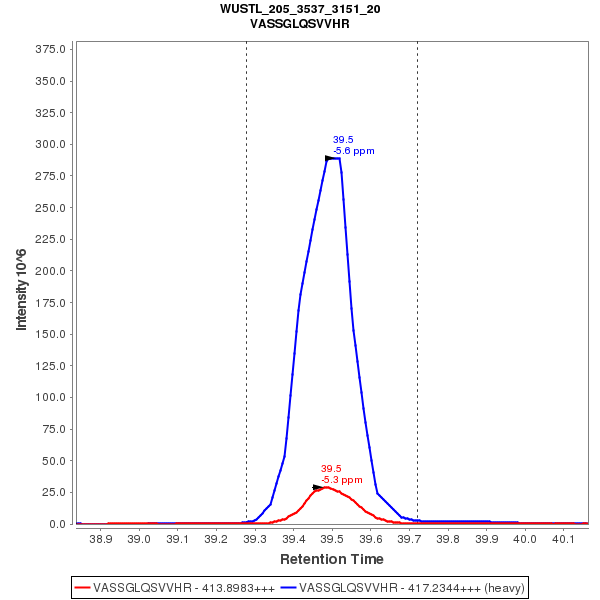 WUSTL_205_3537_3151_20
VASSGLQSVVHR
375.0
350.0
325.0
300.0
275.0
250.0
225.0
200.0
175.0
150.0
125.0
100.0
75.0
50.0
25.0
0.0
Intensity 10^6
39.5
-5.6 ppm
39.5
-5.3 ppm
38.9 39.0 39.1 39.2 39.3 39.4 39.5 39.6 39.7 39.8 39.9 40.0 40.1
Retention Time
VASSGLQSVVHR - 413.8983+++ VASSGLQSVVHR - 417.2344+++ (heavy)